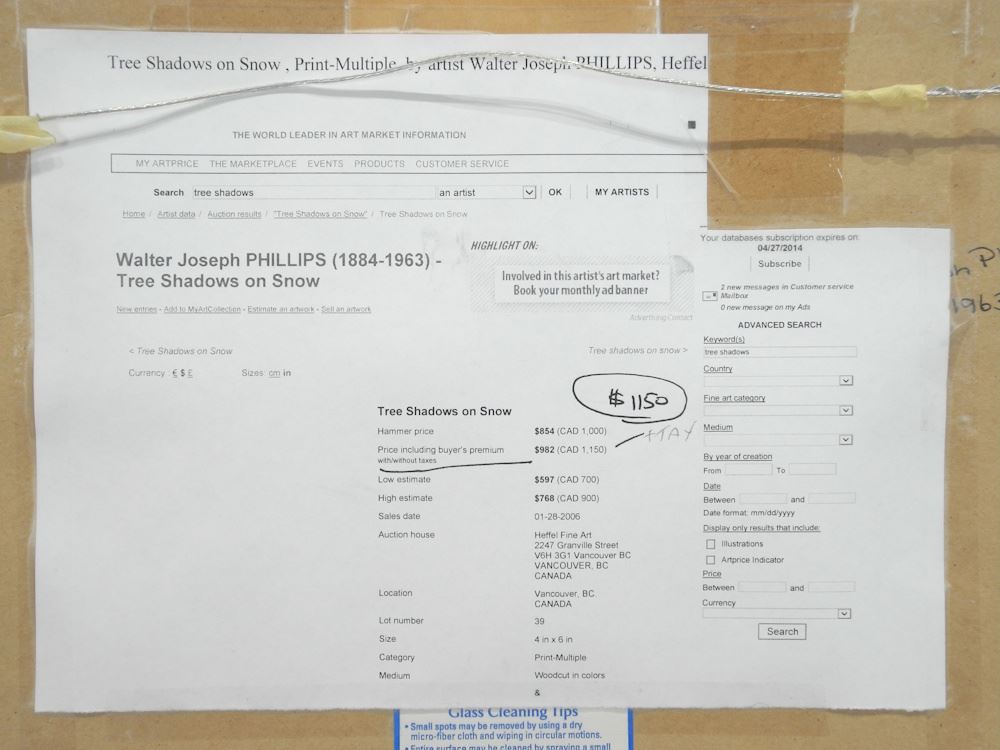 Tree Shadows on Snow , Print-Multiple, by artist Walter Joseph PHILLIPS, Heffel
THE WORLD LEADER IN ART MARKET INFORMATION
MY ARTPRICE THE MARKETPLACE EVENTS PRODUCTS CUSTOMER SERVICE
Search tree shadows an artist OK MY ARTISTS
Home / Artist data / Auction results / "Tree Shadows on Snow" / Tree Shadows on Snow
Walter Joseph PHILLIPS (1884-1963) -
Tree Shadows on Snow
New entries - Add to MyArtCollection - Estimate an artwork - Sell an artwork
HIGHLIGHT ON:
Involved in this artist's art market?
Book your monthly ad banner
Advertising Contact
< Tree Shadows on Snow
Tree shadows on snow >
Currency : € $ £ Sizes: cm in
$ 1150
+TAX
Tree Shadows on Snow
Hammer price $854 (CAD 1,000)
Price including buyer's premium $982 (CAD 1,150)
with/without taxes
Low estimate $597 (CAD 700)
High estimate $768 (CAD 900)
Sales date 01-28-2006
Auction house Heffel Fine Art
2247 Granville Street
V6H 3G1 Vancouver BC
VANCOUVER, BC
CANADA
Location Vancouver, BC.
CANADA
Lot number 39
Size 4 in x 6 in
Category Print-Multiple
Medium Woodcut in colors
&
Your databases subscription expires on:
04/27/2014
Subscribe
2 new messages in Customer service
Mailbox
0 new message on my Ads
ADVANCED SEARCH
Keyword(s)
tree shadows
Country
Fine art category
Medium
By year of creation
From To
Date
Between and
Date format: mm/dd/yyyy
Display only results that include:
Illustrations
Artprice Indicator
Price
Between and
Currency
Search
1963
Glass Cleaning Tips
• Small spots may be removed by using a dry
micro-fiber cloth and wiping in circular motions.
• Entire surface may be cleaned by spraying a small